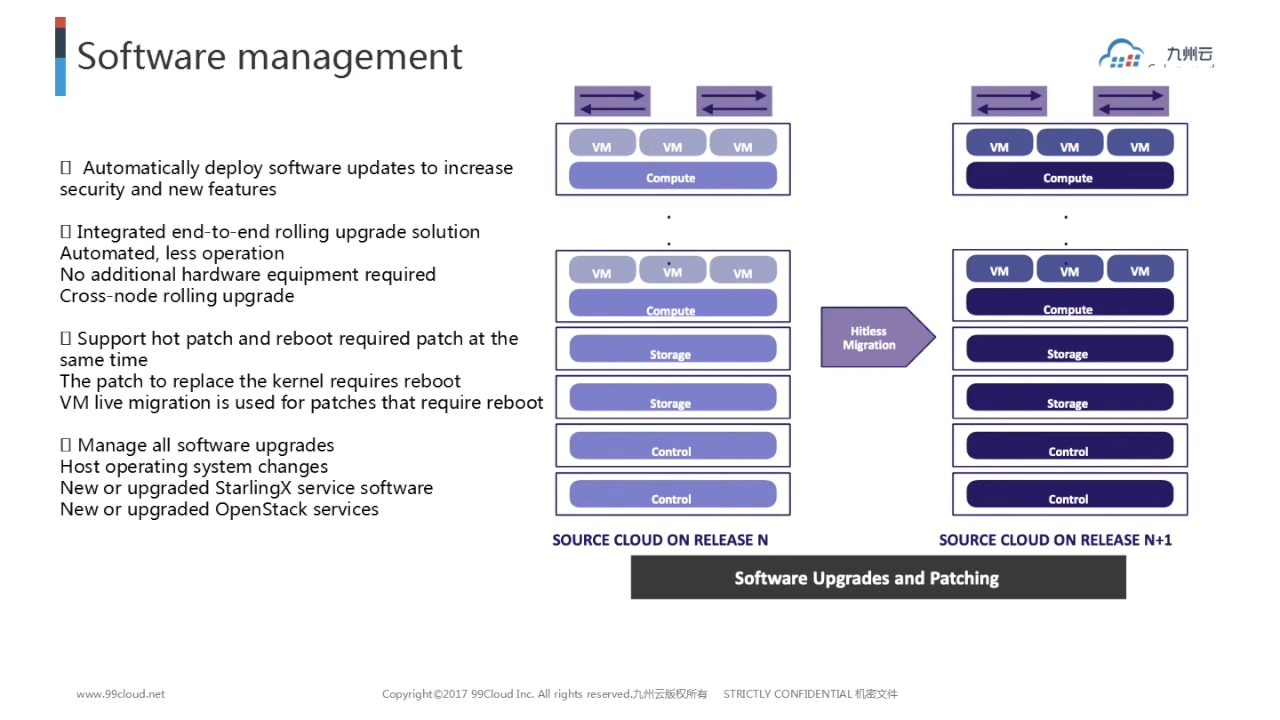 Software management
九州云
Automatically deploy software updates to increase
security and new features
Integrated end-to-end rolling upgrade solution
Automated, less operation
No additional hardware equipment required
Cross-node rolling upgrade
Support hot patch and reboot required patch at the
same time
The patch to replace the kernel requires reboot
VM live migration is used for patches that require reboot
Manage all software upgrades
Host operating system changes
New or upgraded StarlingX service software
New or upgraded OpenStack services
VM VM VM
Compute
VM VM VM
Compute
Storage
Storage
Control
Control
SOURCE CLOUD ON RELEASE N
Hitless
Migration
VM VM VM
Compute
VM VM VM
Compute
Storage
Storage
Control
Control
SOURCE CLOUD ON RELEASE N+1
Software Upgrades and Patching
www.99cloud.net
Copyright©2017 99Cloud Inc. All rights reserved.九州云版权所有 STRICTLY CONFIDENTIAL 机密文件